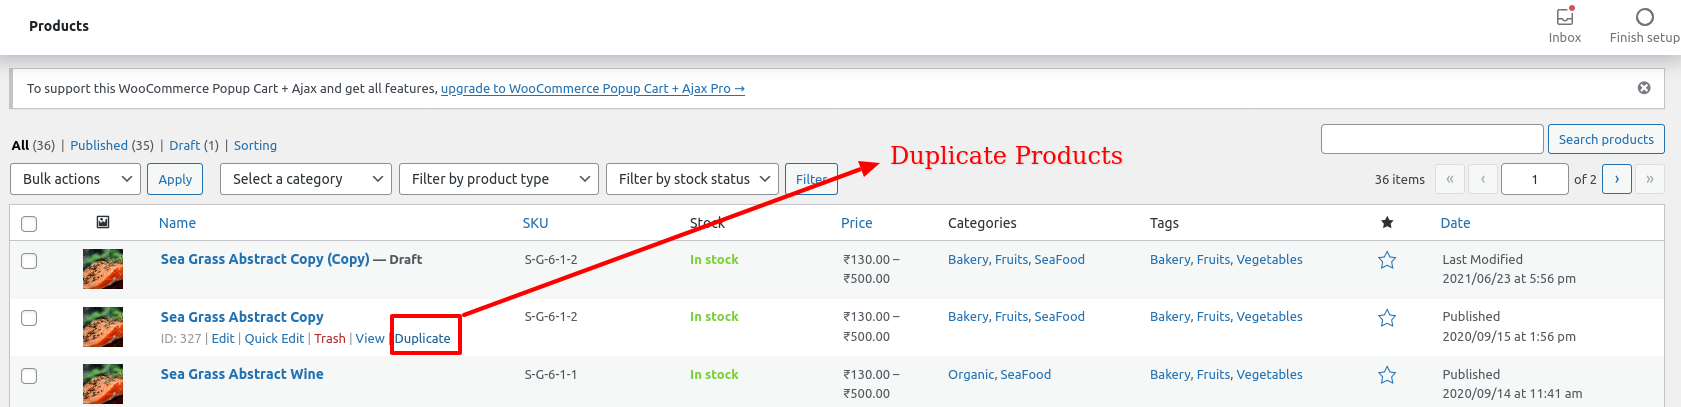 Products
Inbox
Finish setup
To support this WooCommerce Popup Cart + Ajax and get all features, upgrade to WooCommerce Popup Cart + Ajax Pro →
All (36) | Published (35) | Draft (1) | Sorting
Search products
Duplicate Products
Bulk actions Apply Select a category Filter by product type Filter by stock status Filter
36 items « ‹ 1 of 2 › »
Name SKU Stock Price Categories Tags Date
Sea Grass Abstract Copy (Copy) — Draft S-G-6-1-2 In stock ₹130.00 – Bakery, Fruits, SeaFood Bakery, Fruits, Vegetables Last Modified
₹500.00 2021/06/23 at 5:56 pm
Sea Grass Abstract Copy S-G-6-1-2 In stock ₹130.00 – Bakery, Fruits, SeaFood Bakery, Fruits, Vegetables Published
ID: 327 | Edit | Quick Edit | Trash | View | Duplicate ₹500.00 2020/09/15 at 1:56 pm
Sea Grass Abstract Wine S-G-6-1-1 In stock ₹130.00 – Organic, SeaFood Bakery, Fruits, Vegetables Published
₹500.00 2020/09/14 at 11:41 am